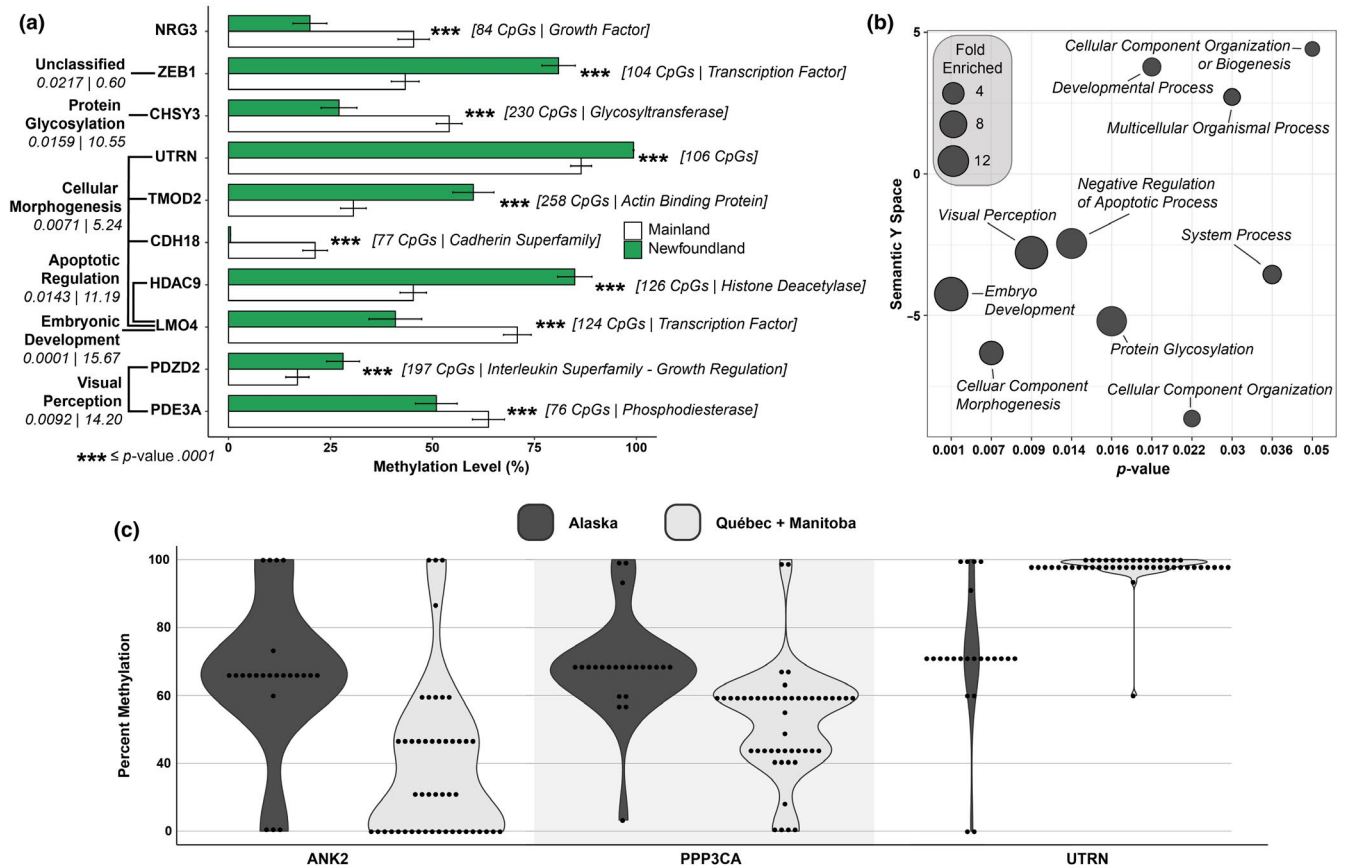 (a)
NRG3
*** [84 CpGs | Growth Factor]
Unclassified
0.0217 | 0.60
ZEB1
*** [104 CpGs | Transcription Factor]
Protein
Glycosylation
0.0159 | 10.55
CHSY3
*** [230 CpGs | Glycosyltransferase]
UTRN
*** [106 CpGs]
Cellular
Morphogenesis
0.0071 | 5.24
TMOD2
*** [258 CpGs | Actin Binding Protein]
CDH18
*** [77 CpGs | Cadherin Superfamily]
Mainland
Newfoundland
Apoptotic
Regulation
0.0143 | 11.19
HDAC9
*** [126 CpGs | Histone Deacetylase]
Embryonic
Development
0.0001 | 15.67
LMO4
*** [124 CpGs | Transcription Factor]
PDZD2
*** [197 CpGs | Interleukin Superfamily - Growth Regulation]
Visual
Perception
0.0092 | 14.20
PDE3A
*** [76 CpGs | Phosphodiesterase]
0 25 50 75 100
*** ≤ p-value .0001
Methylation Level (%)
(b)
Fold
Enriched
4
8
12
Cellular Component Organization
or Biogenesis
Developmental Process
Multicellular Organismal Process
Negative Regulation
of Apoptotic Process
Visual Perception
System Process
Embryo
Development
Protein Glycosylation
Celluar Component
Morphogenesis
Cellular Component Organization
5
0
−5
Semantic Y Space
0.001 0.007 0.009 0.014 0.016 0.017 0.022 0.03 0.036 0.05
p-value
(c)
Alaska
Québec + Manitoba
100
80
60
40
20
0
Percent Methylation
ANK2
PPP3CA
UTRN